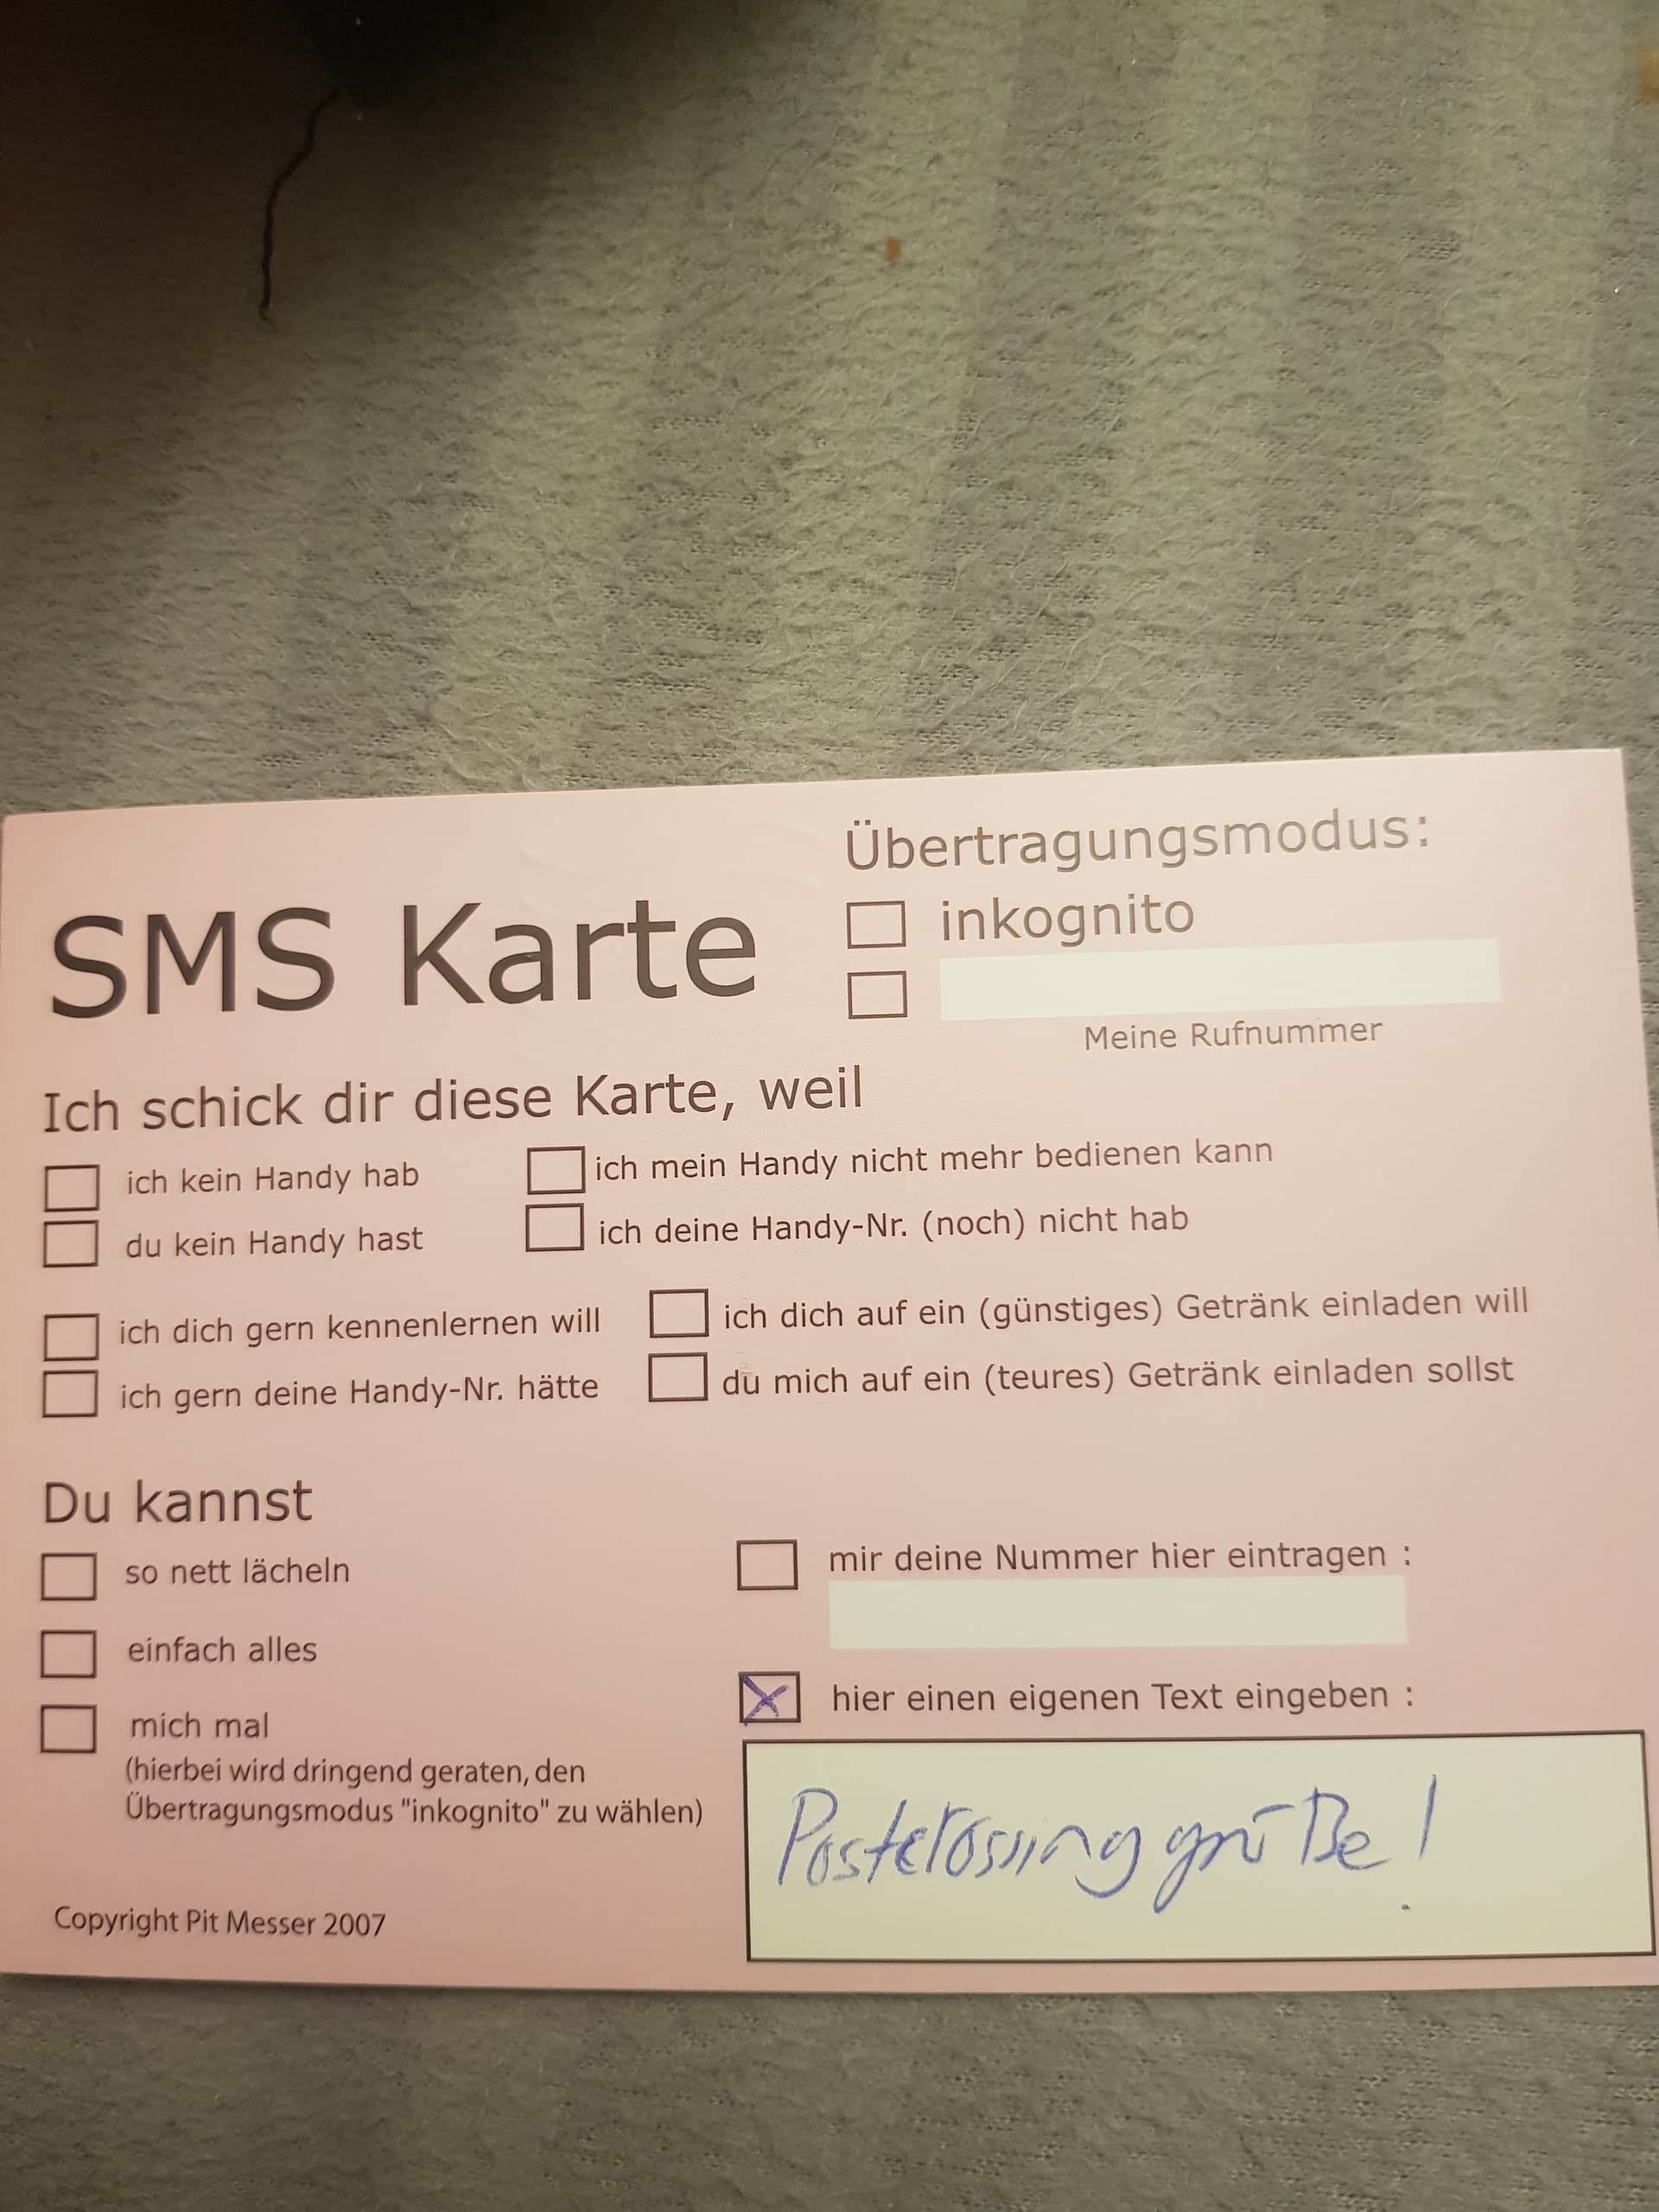 SMS Karte
Übertragungsmodus:
inkognito
Meine Rufnummer
Ich schick dir diese Karte, weil
ich kein Handy hab
du kein Handy hast
ich mein Handy nicht mehr bedienen kann
ich deine Handy-Nr. (noch) nicht hab
ich dich gern kennenlernen will
ich gern deine Handy-Nr. hätte
ich dich auf ein (günstiges) Getränk einladen will
du mich auf ein (teures) Getränk einladen sollst
Du kannst
so nett lächeln
einfach alles
mich mal
(hierbei wird dringend geraten, den
Übertragungsmodus "inkognito" zu wählen)
mir deine Nummer hier eintragen :
hier einen eigenen Text eingeben :
grüße!
Copyright Pit Messer 2007